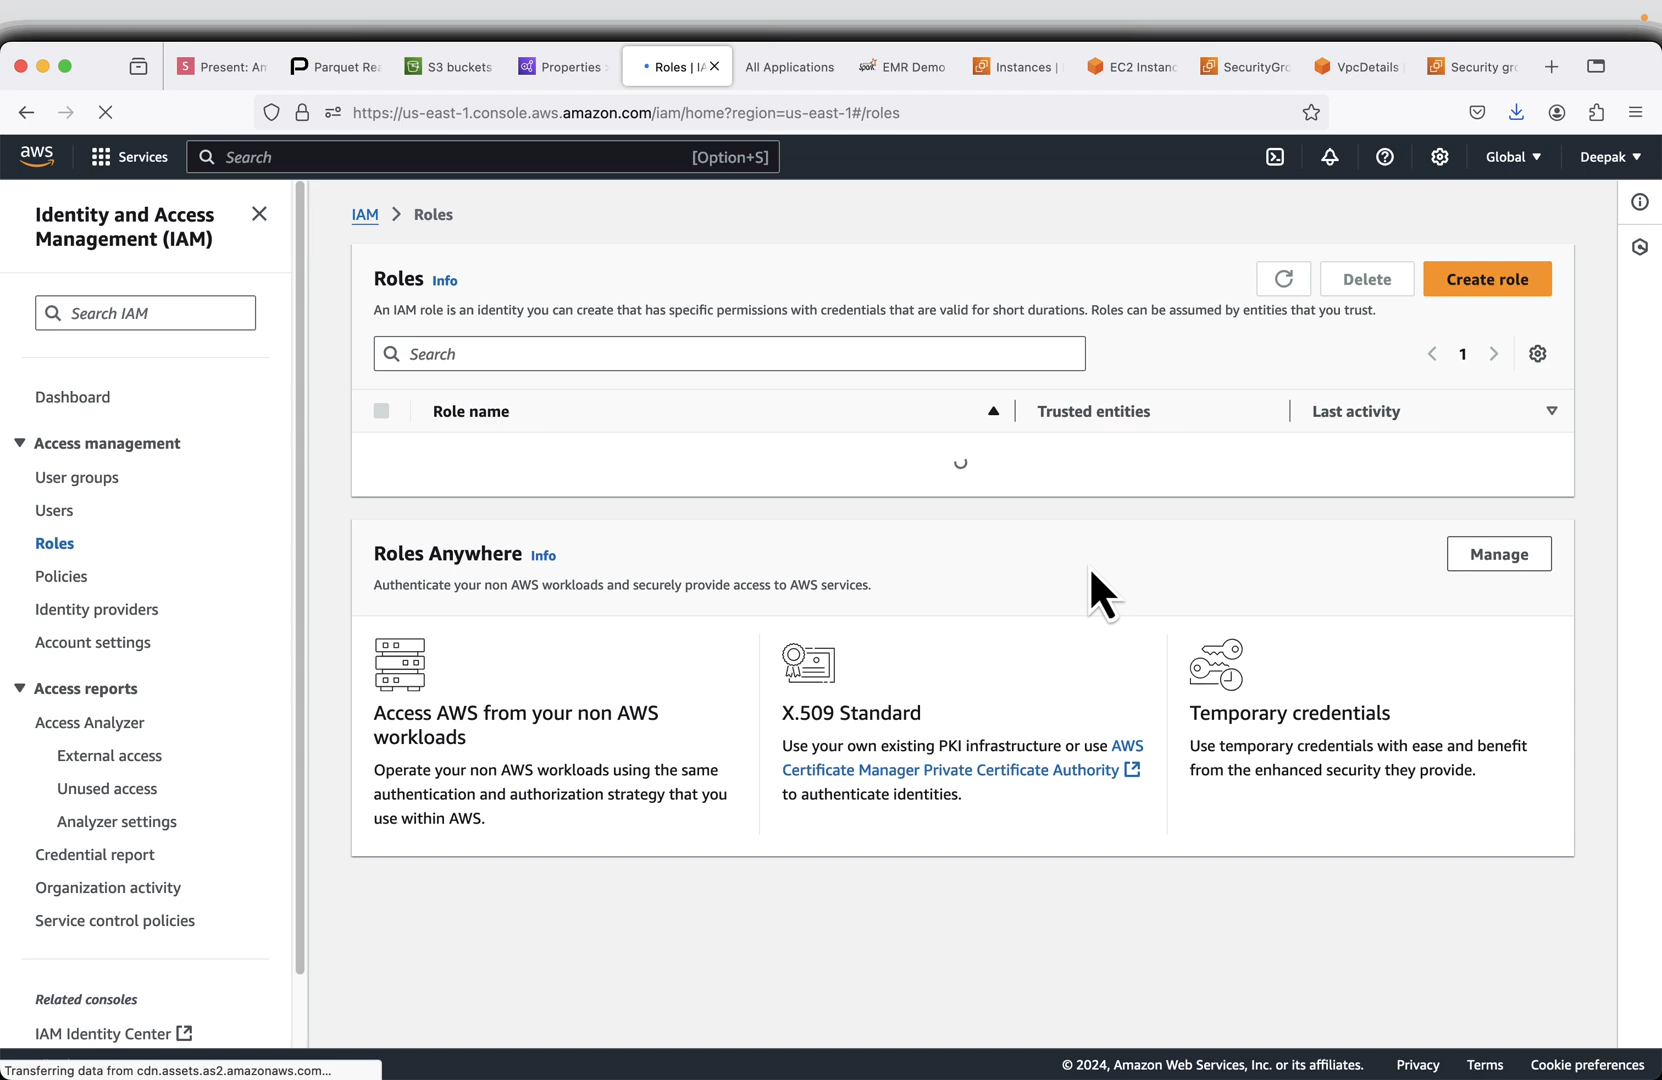 S Present: An
Parquet Rea
S3 buckets
Properties >
Roles | IA
All Applications
EMR Demo
Instances |
EC2 Instanc
SecurityGro
VpcDetails
Security gro
https://us-east-1.console.aws.amazon.com/iam/home?region=us-east-1#/roles
aws
Services
Search
[Option+S]
Global
Deepak
Identity and Access
Management (IAM)
Search IAM
Dashboard
Access management
User groups
Users
Roles
Policies
Identity providers
Account settings
Access reports
Access Analyzer
External access
Unused access
Analyzer settings
Credential report
Organization activity
Service control policies
Related consoles
IAM Identity Center
IAM > Roles
Roles Info
Delete
Create role
An IAM role is an identity you can create that has specific permissions with credentials that are valid for short durations. Roles can be assumed by entities that you trust.
Search
1
Role name
Trusted entities
Last activity
Roles Anywhere Info
Manage
Authenticate your non AWS workloads and securely provide access to AWS services.
Access AWS from your non AWS
workloads
Operate your non AWS workloads using the same
authentication and authorization strategy that you
use within AWS.
X.509 Standard
Use your own existing PKI infrastructure or use AWS
Certificate Manager Private Certificate Authority
to authenticate identities.
Temporary credentials
Use temporary credentials with ease and benefit
from the enhanced security they provide.
Transferring data from cdn.assets.as2.amazonaws.com...
© 2024, Amazon Web Services, Inc. or its affiliates.
Privacy
Terms
Cookie preferences